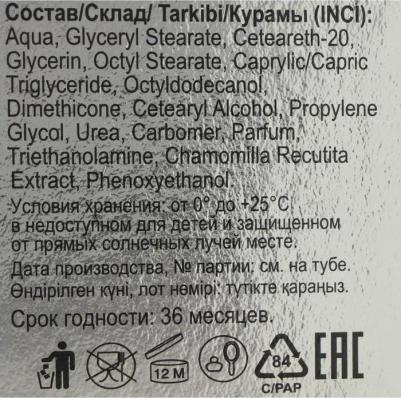 Состав/Склад/ Tarkibi/Курамы (INCI):
Aqua, Glyceryl Stearate, Ceteareth-20,
Glycerin, Octyl Stearate, Caprylic/Capric
Triglyceride, Octyldodecanol,
Dimethicone, Cetearyl Alcohol, Propylene
Glycol, Urea, Carbomer, Parfum,
Triethanolamine, Chamomilla Recutita
Extract, Phenoxyethanol.
Условия хранения: от 0° до +25°С
в недоступном для детей и защищенном
от прямых солнечных лучей месте.
Дата производства, № партии: см. на тубе.
Өндірілген күні, лот нөмірі: түтікте қараңыз.
Срок годности: 36 месяцев.
12 M
84
C/PAP
EAC